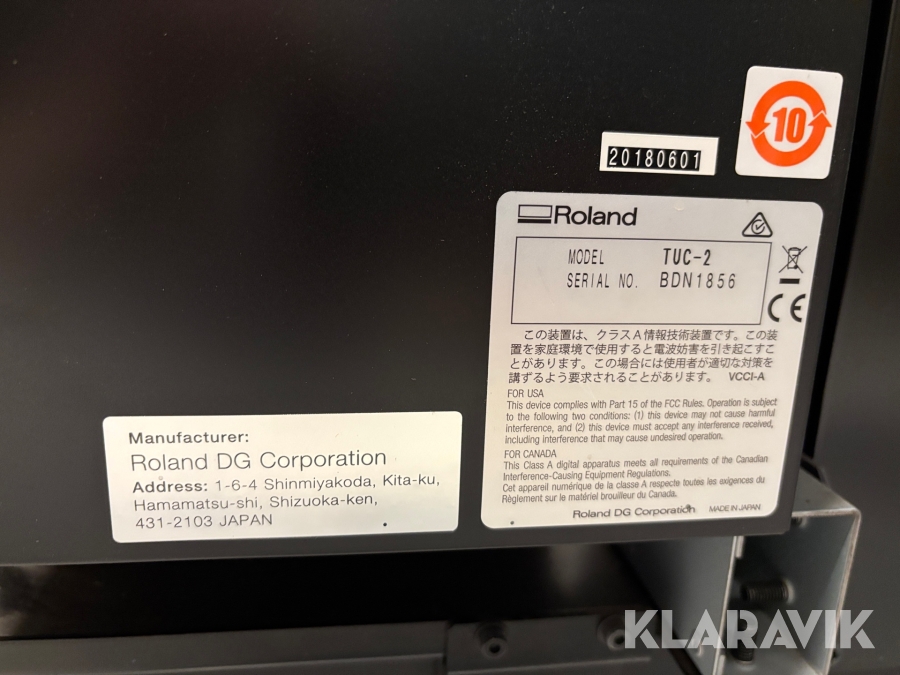 10
20180601
Roland
MODEL TUC-2
SERIAL NO. BDN1856
この装置は、クラスA情報技術装置です。この装
置を家庭環境で使用すると電波妨害を引き起こすこ
とがあります。この場合には使用者が適切な対策を
講ずるよう要求されることがあります。 VCCI-A
FOR USA
This device complies with Part 15 of the FCC Rules. Operation is subject
to the following two conditions: (1) this device may not cause harmful
interference, and (2) this device must accept any interference received,
including interference that may cause undesired operation.
FOR CANADA
This Class A digital apparatus meets all requirements of the Canadian
Interference-Causing Equipment Regulations.
Cet appareil numérique de la classe A respecte toutes les exigences du
Règlement sur le matériel brouilleur du Canada.
Roland DG Corporation MADE IN JAPAN
CE
Manufacturer:
Roland DG Corporation
Address: 1-6-4 Shinmiyakoda, Kita-ku,
Hamamatsu-shi, Shizuoka-ken,
431-2103 JAPAN
KLARAVIK